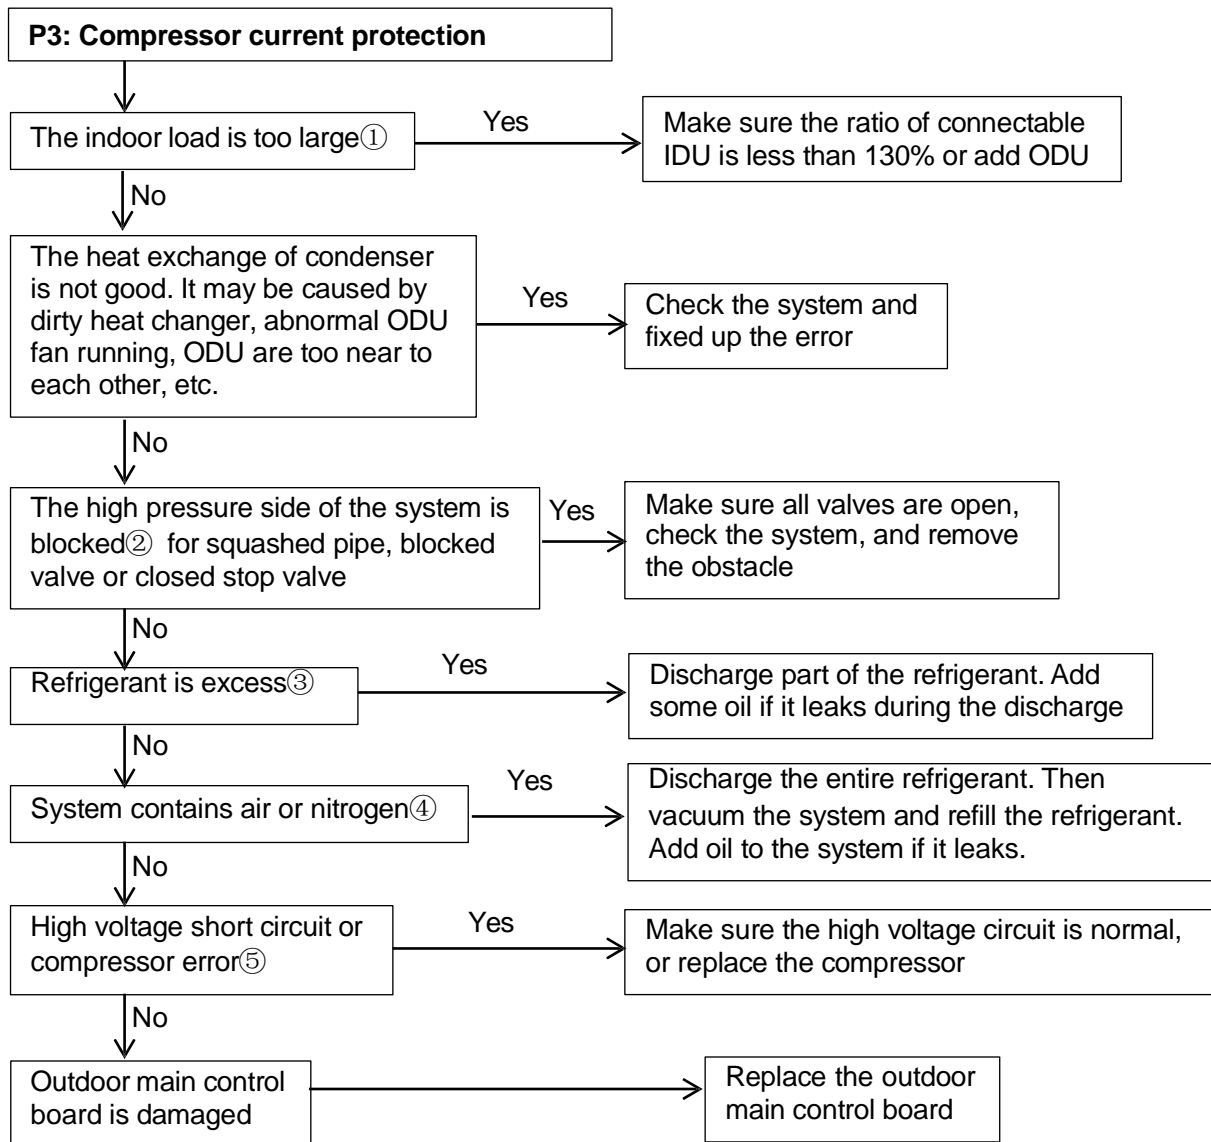 P3: Compressor current protection
The indoor load is too large①
Yes
Make sure the ratio of connectable
IDU is less than 130% or add ODU
No
The heat exchange of condenser
is not good. It may be caused by
dirty heat changer, abnormal ODU
fan running, ODU are too near to
each other, etc.
Yes
Check the system and
fixed up the error
No
The high pressure side of the system is
blocked② for squashed pipe, blocked
valve or closed stop valve
Yes
Make sure all valves are open,
check the system, and remove
the obstacle
No
Refrigerant is excess③
Yes
Discharge part of the refrigerant. Add
some oil if it leaks during the discharge
No
System contains air or nitrogen④
Yes
Discharge the entire refrigerant. Then
vacuum the system and refill the refrigerant.
Add oil to the system if it leaks.
No
High voltage short circuit or
compressor error⑤
Yes
Make sure the high voltage circuit is normal,
or replace the compressor
No
Outdoor main control
board is damaged
Replace the outdoor
main control board